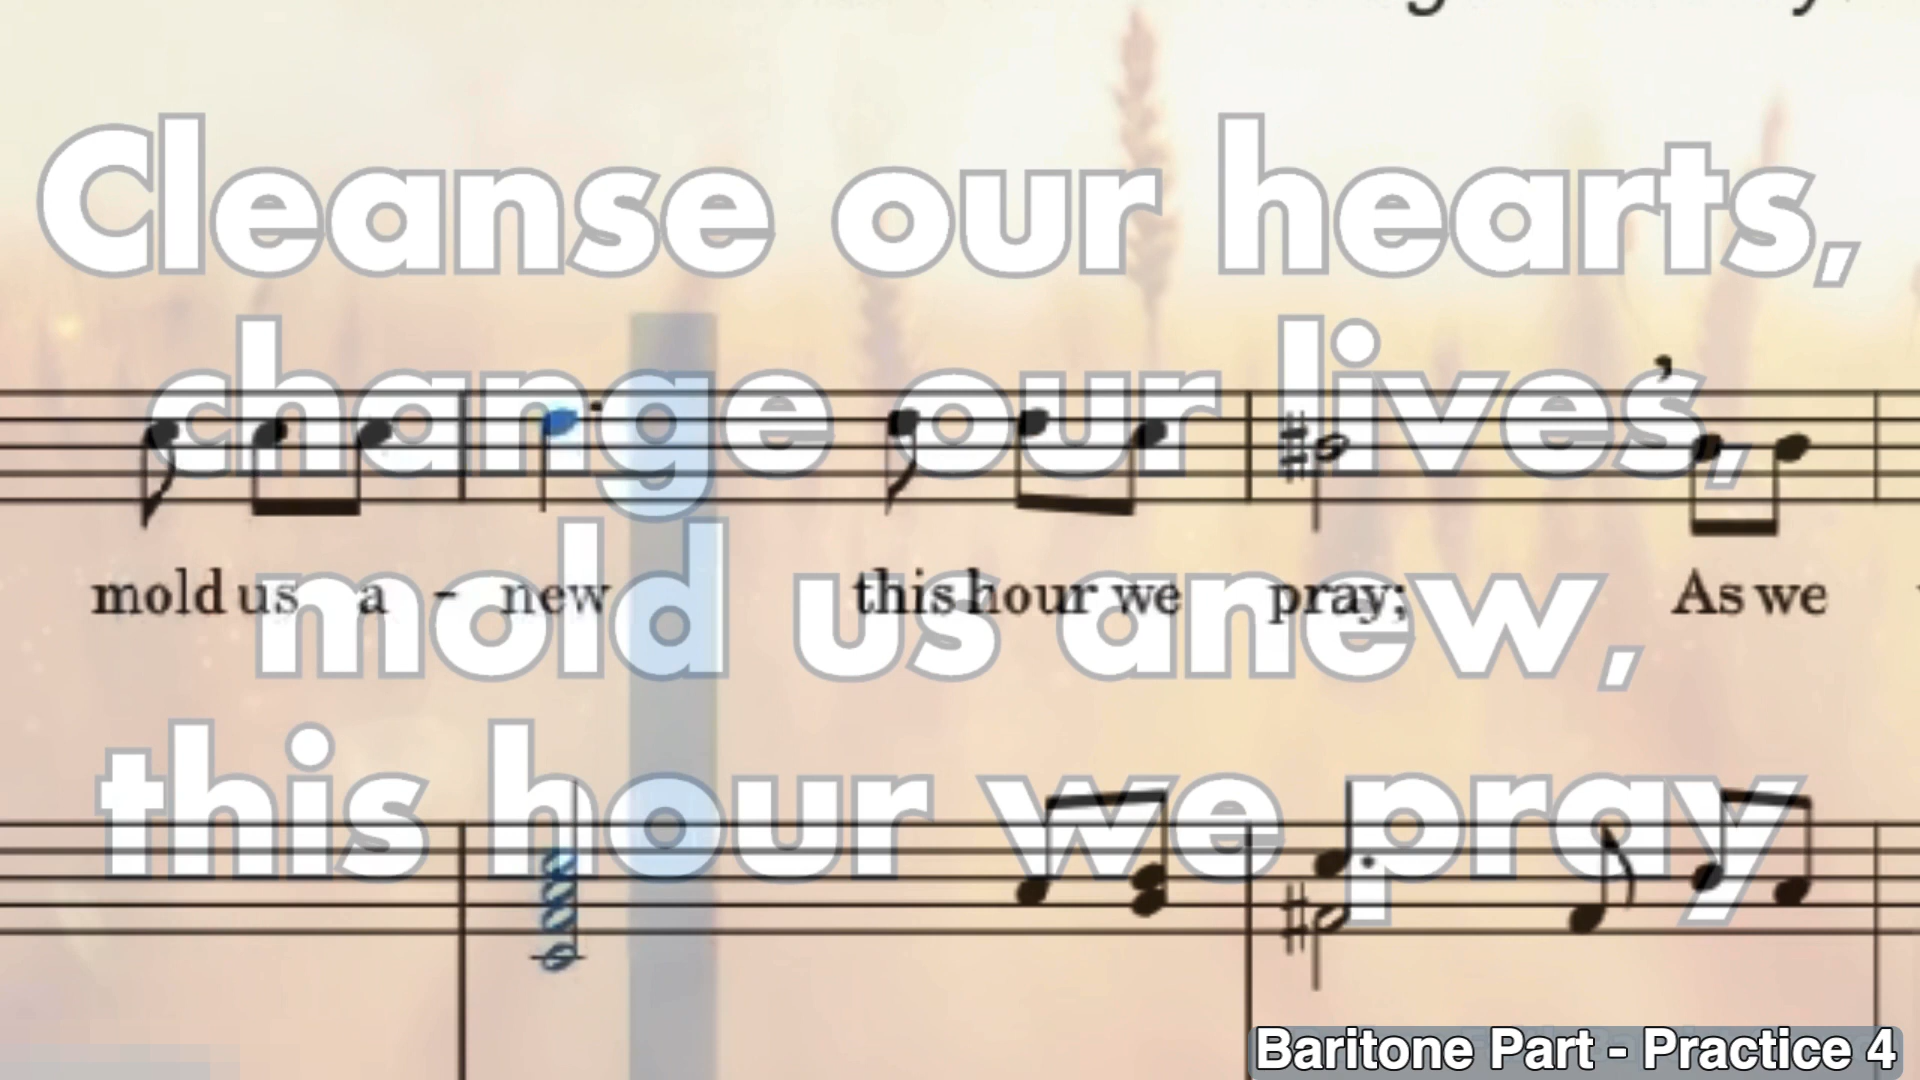 Cleanse our hearts,
change our lives,
mold us a - new this hour we pray; As we
mold us anew,
this hour we pray
Baritone Part - Practice 4